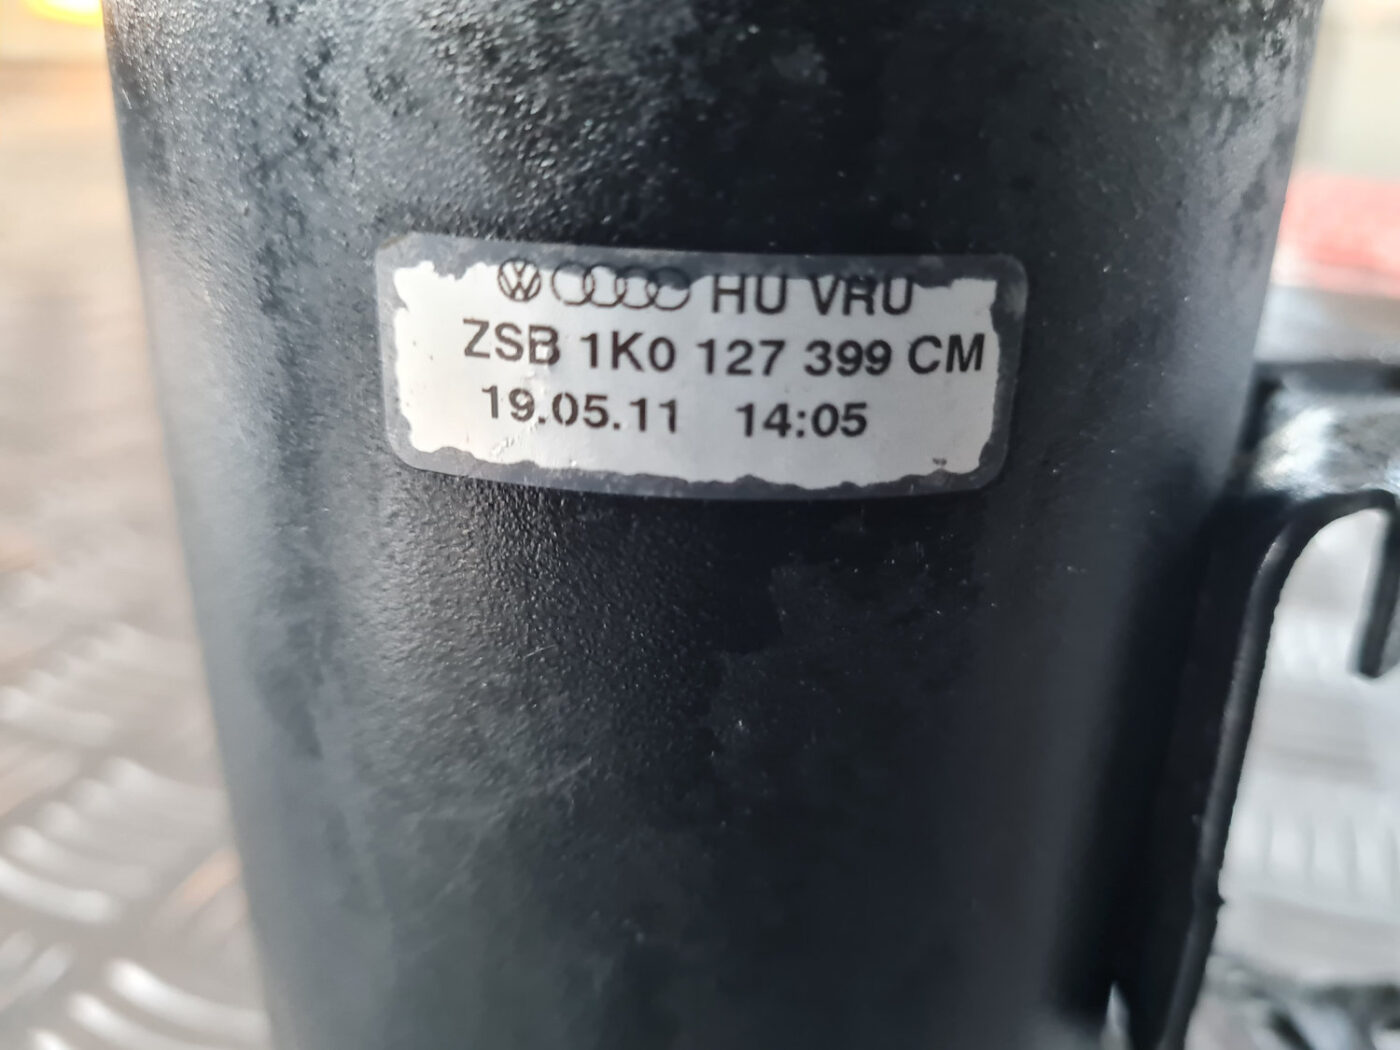 HU VRU
ZSB 1K0 127 399 CM
19.05.11 14:05